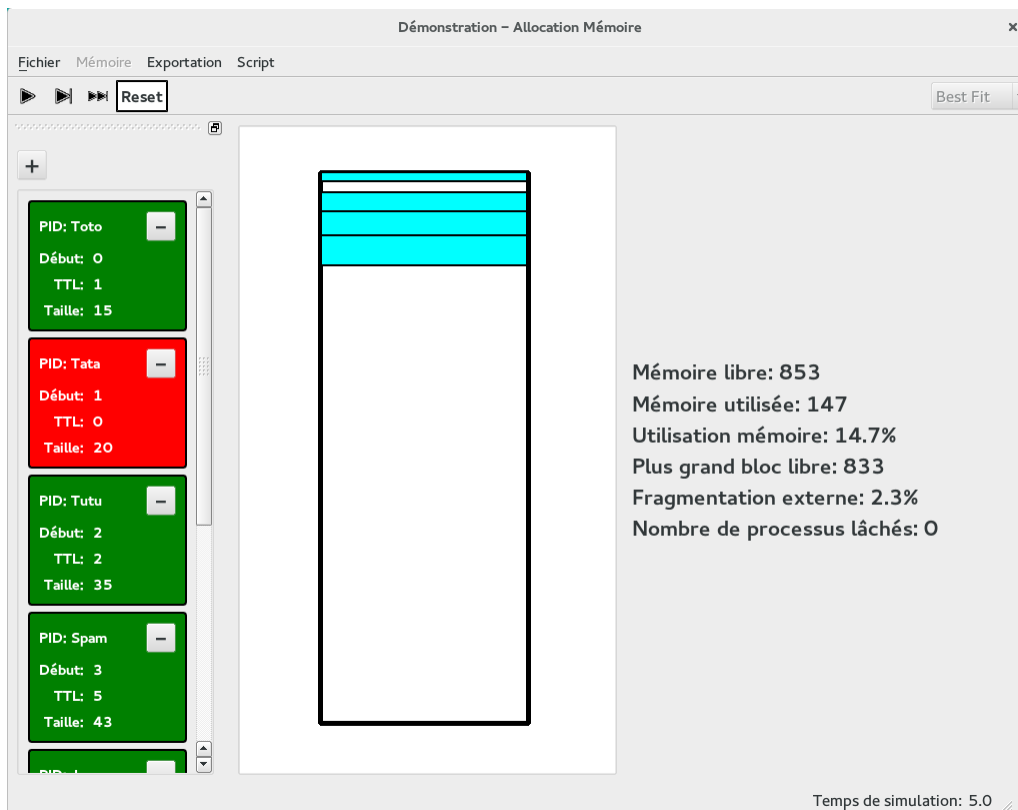 Démonstration – Allocation Mémoire
Fichier Mémoire Exportation Script
Reset
Best Fit
PID: Toto
Début: 0
TTL: 1
Taille: 15
PID: Tata
Début: 1
TTL: 0
Taille: 20
PID: Tutu
Début: 2
TTL: 2
Taille: 35
PID: Spam
Début: 3
TTL: 5
Taille: 43
Mémoire libre: 853
Mémoire utilisée: 147
Utilisation mémoire: 14.7%
Plus grand bloc libre: 833
Fragmentation externe: 2.3%
Nombre de processus lâchés: 0
Temps de simulation: 5.0